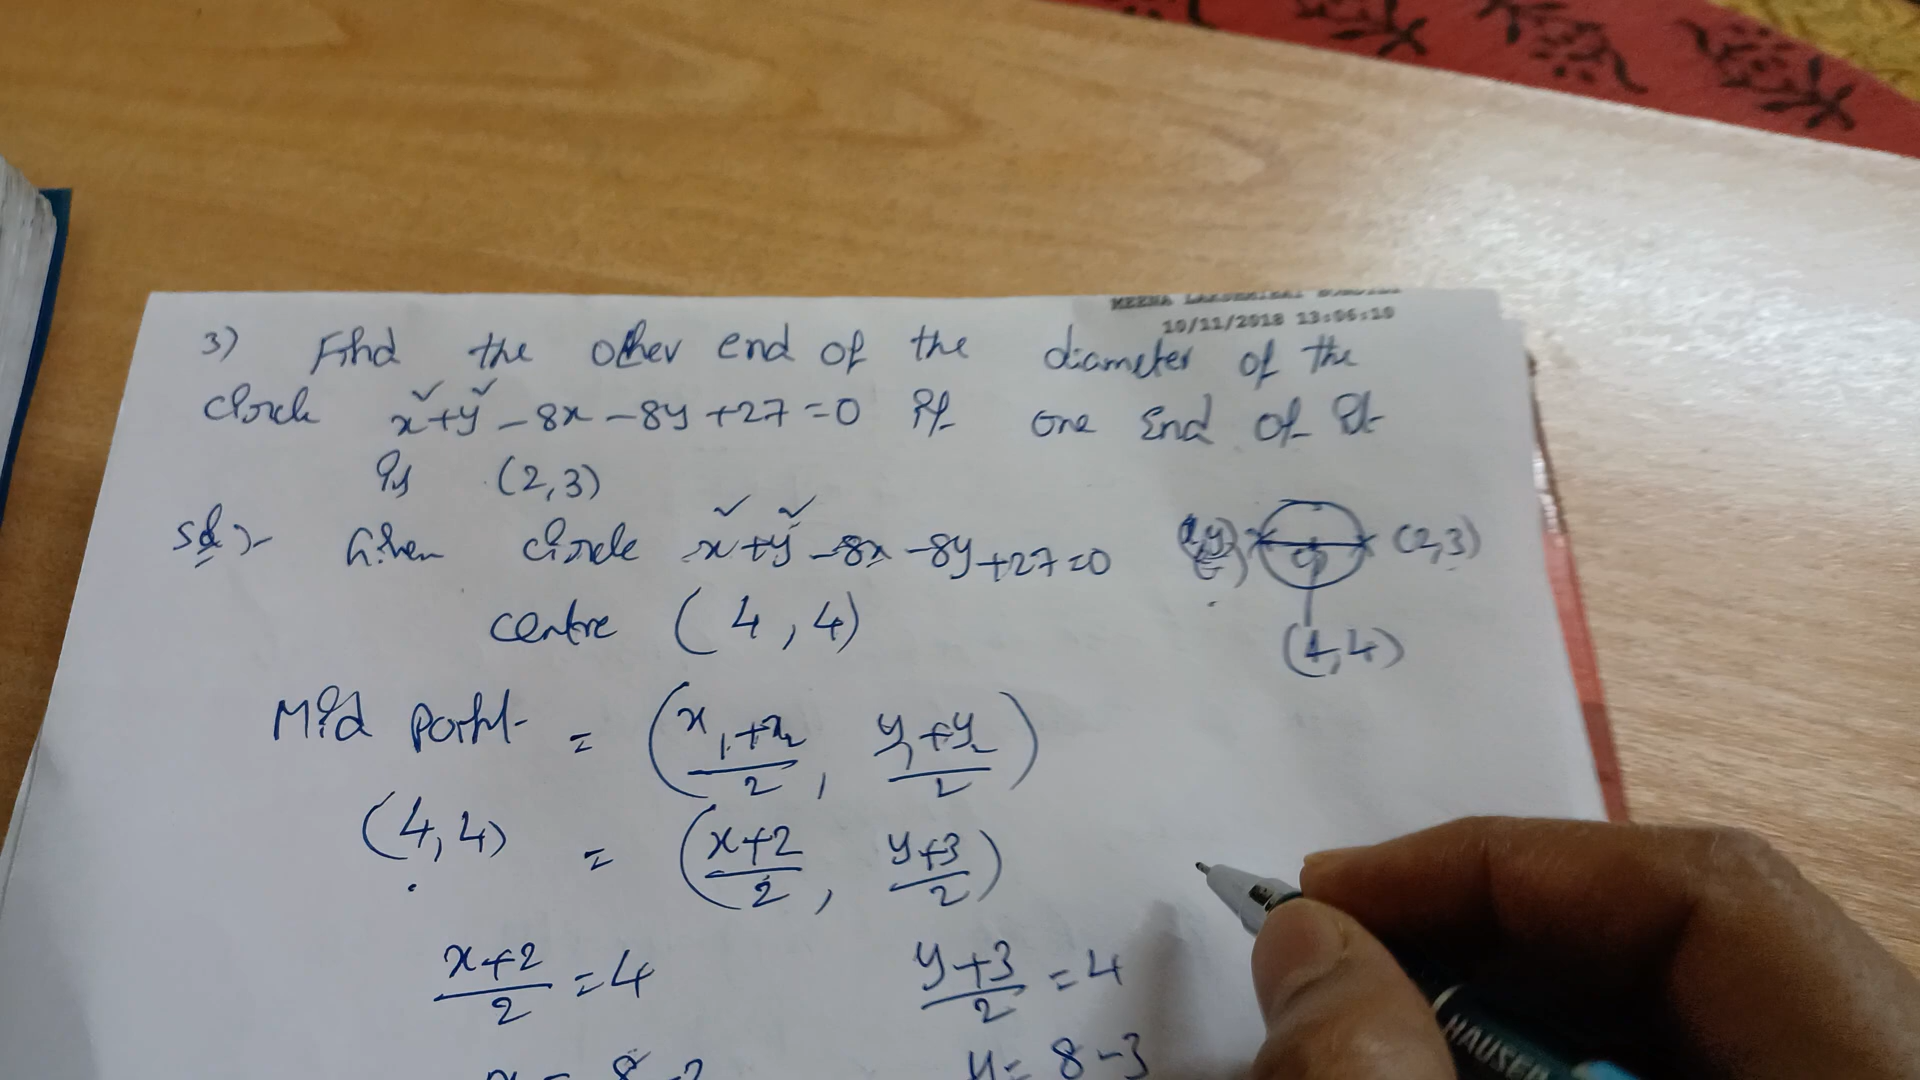 10/11/2018 13:06:10
3) Find the other end of the diameter of the
circle x²+y²-8x-8y+27=0 if one end of it
is (2,3)
Sol:- Given circle x²+y²-8x-8y+27=0
(x,y) (2,3)
centre (4,4)
(4,4)
Mid point = (x₁+x₂/2, y₁+y₂/2)
(4,4) = (x+2/2, y+3/2)
x+2/2 = 4 y+3/2 = 4
x = 8-2 y = 8-3
HAUSER